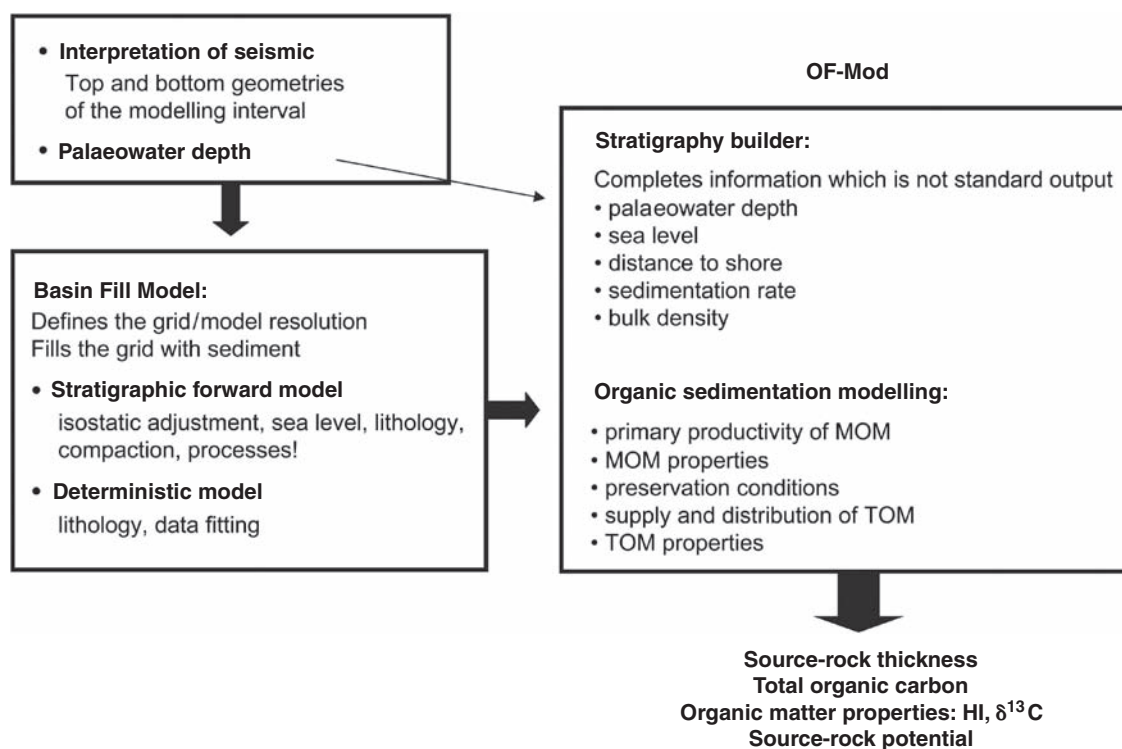 • Interpretation of seismic
Top and bottom geometries
of the modelling interval
• Palaeowater depth
Basin Fill Model:
Defines the grid/model resolution
Fills the grid with sediment
• Stratigraphic forward model
isostatic adjustment, sea level, lithology,
compaction, processes!
• Deterministic model
lithology, data fitting
OF-Mod
Stratigraphy builder:
Completes information which is not standard output
• palaeowater depth
• sea level
• distance to shore
• sedimentation rate
• bulk density
Organic sedimentation modelling:
• primary productivity of MOM
• MOM properties
• preservation conditions
• supply and distribution of TOM
• TOM properties
Source-rock thickness
Total organic carbon
Organic matter properties: HI, δ¹³C
Source-rock potential